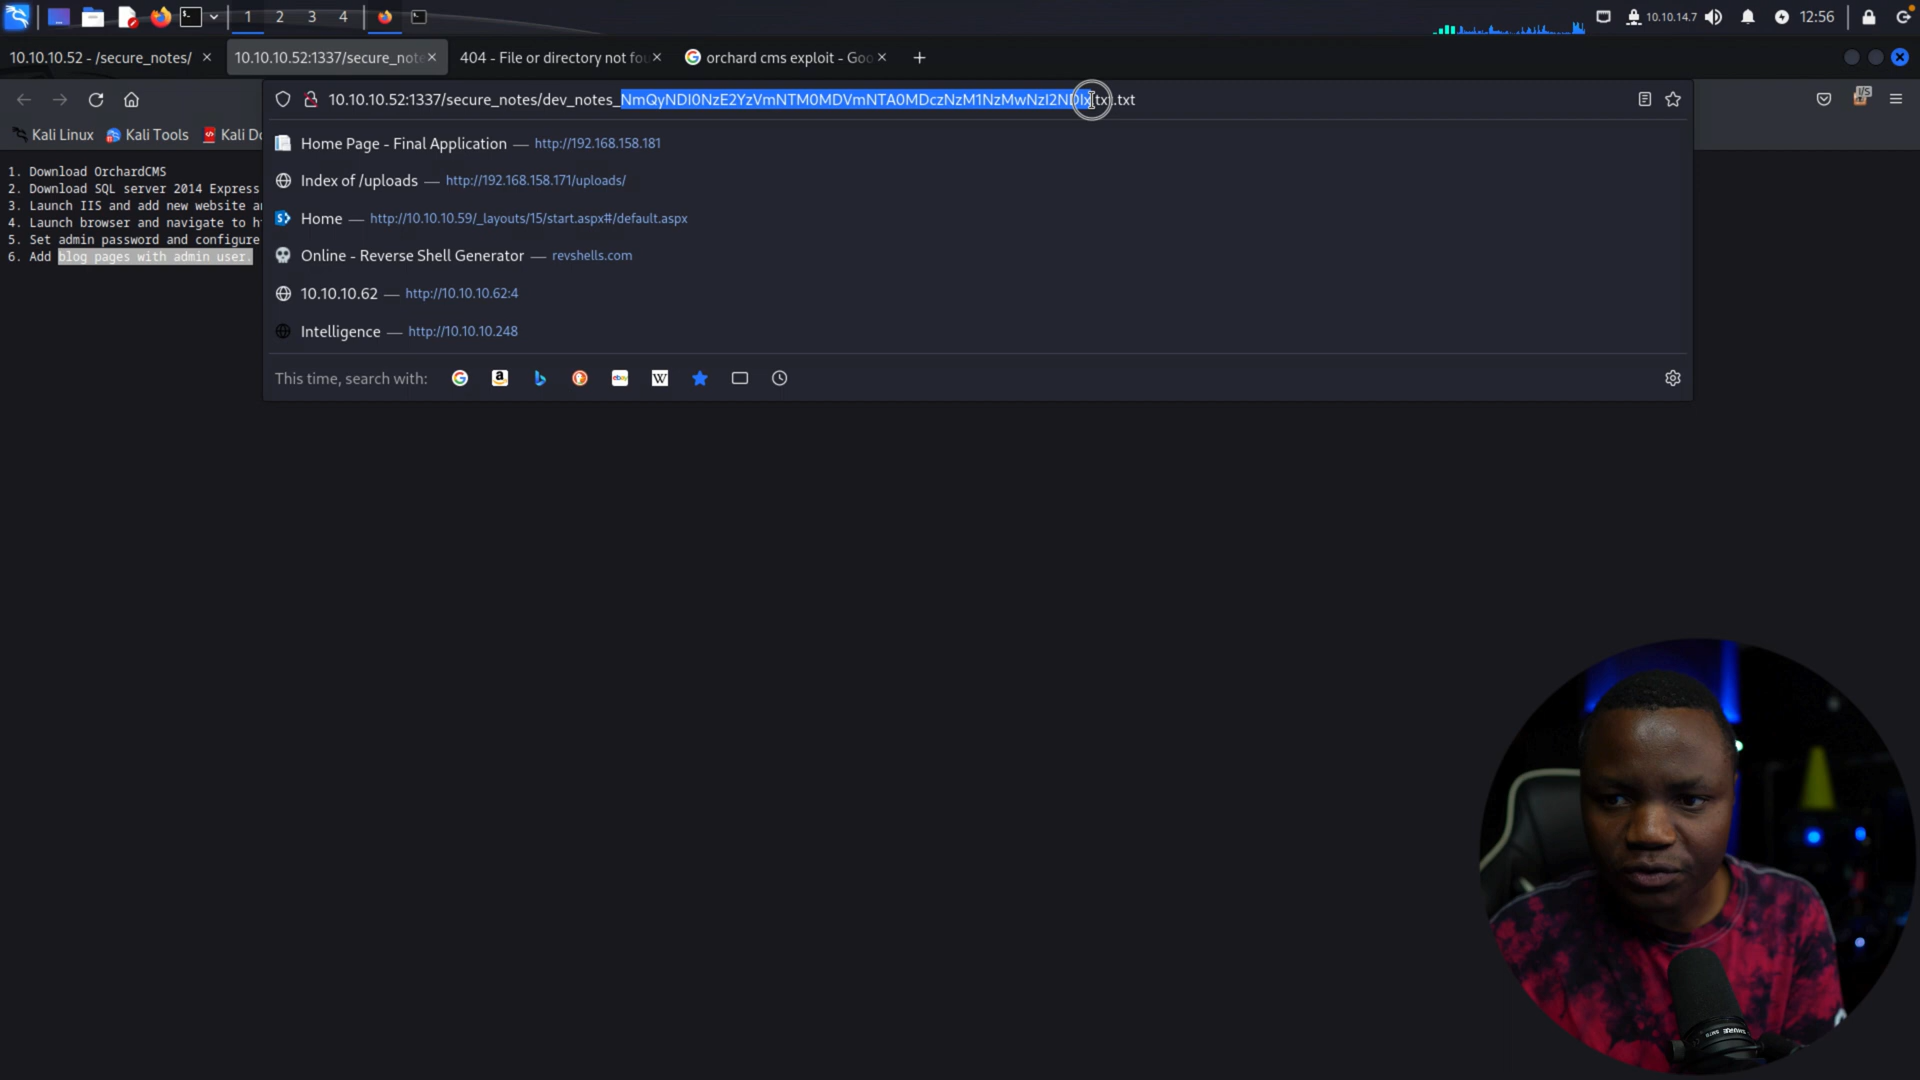 1
2
3
4
10.10.14.7
12:56
10.10.10.52 - /secure_notes/
10.10.10.52:1337/secure_note
404 - File or directory not fou
orchard cms exploit - Goo
10.10.10.52:1337/secure_notes/dev_notes_NmQyNDI0NzE2YzVmNTM0MDVmNTA0MDczNzM1NzMwNzI2NDIx.txt.txt
Kali Linux
Kali Tools
Kali Do
Home Page - Final Application — http://192.168.158.181
Index of /uploads — http://192.168.158.171/uploads/
Home — http://10.10.10.59/_layouts/15/start.aspx#/default.aspx
Online - Reverse Shell Generator — revshells.com
10.10.10.62 — http://10.10.10.62:4
Intelligence — http://10.10.10.248
This time, search with:
1. Download OrchardCMS
2. Download SQL server 2014 Express
3. Launch IIS and add new website a
4. Launch browser and navigate to h
5. Set admin password and configure
6. Add blog pages with admin user.